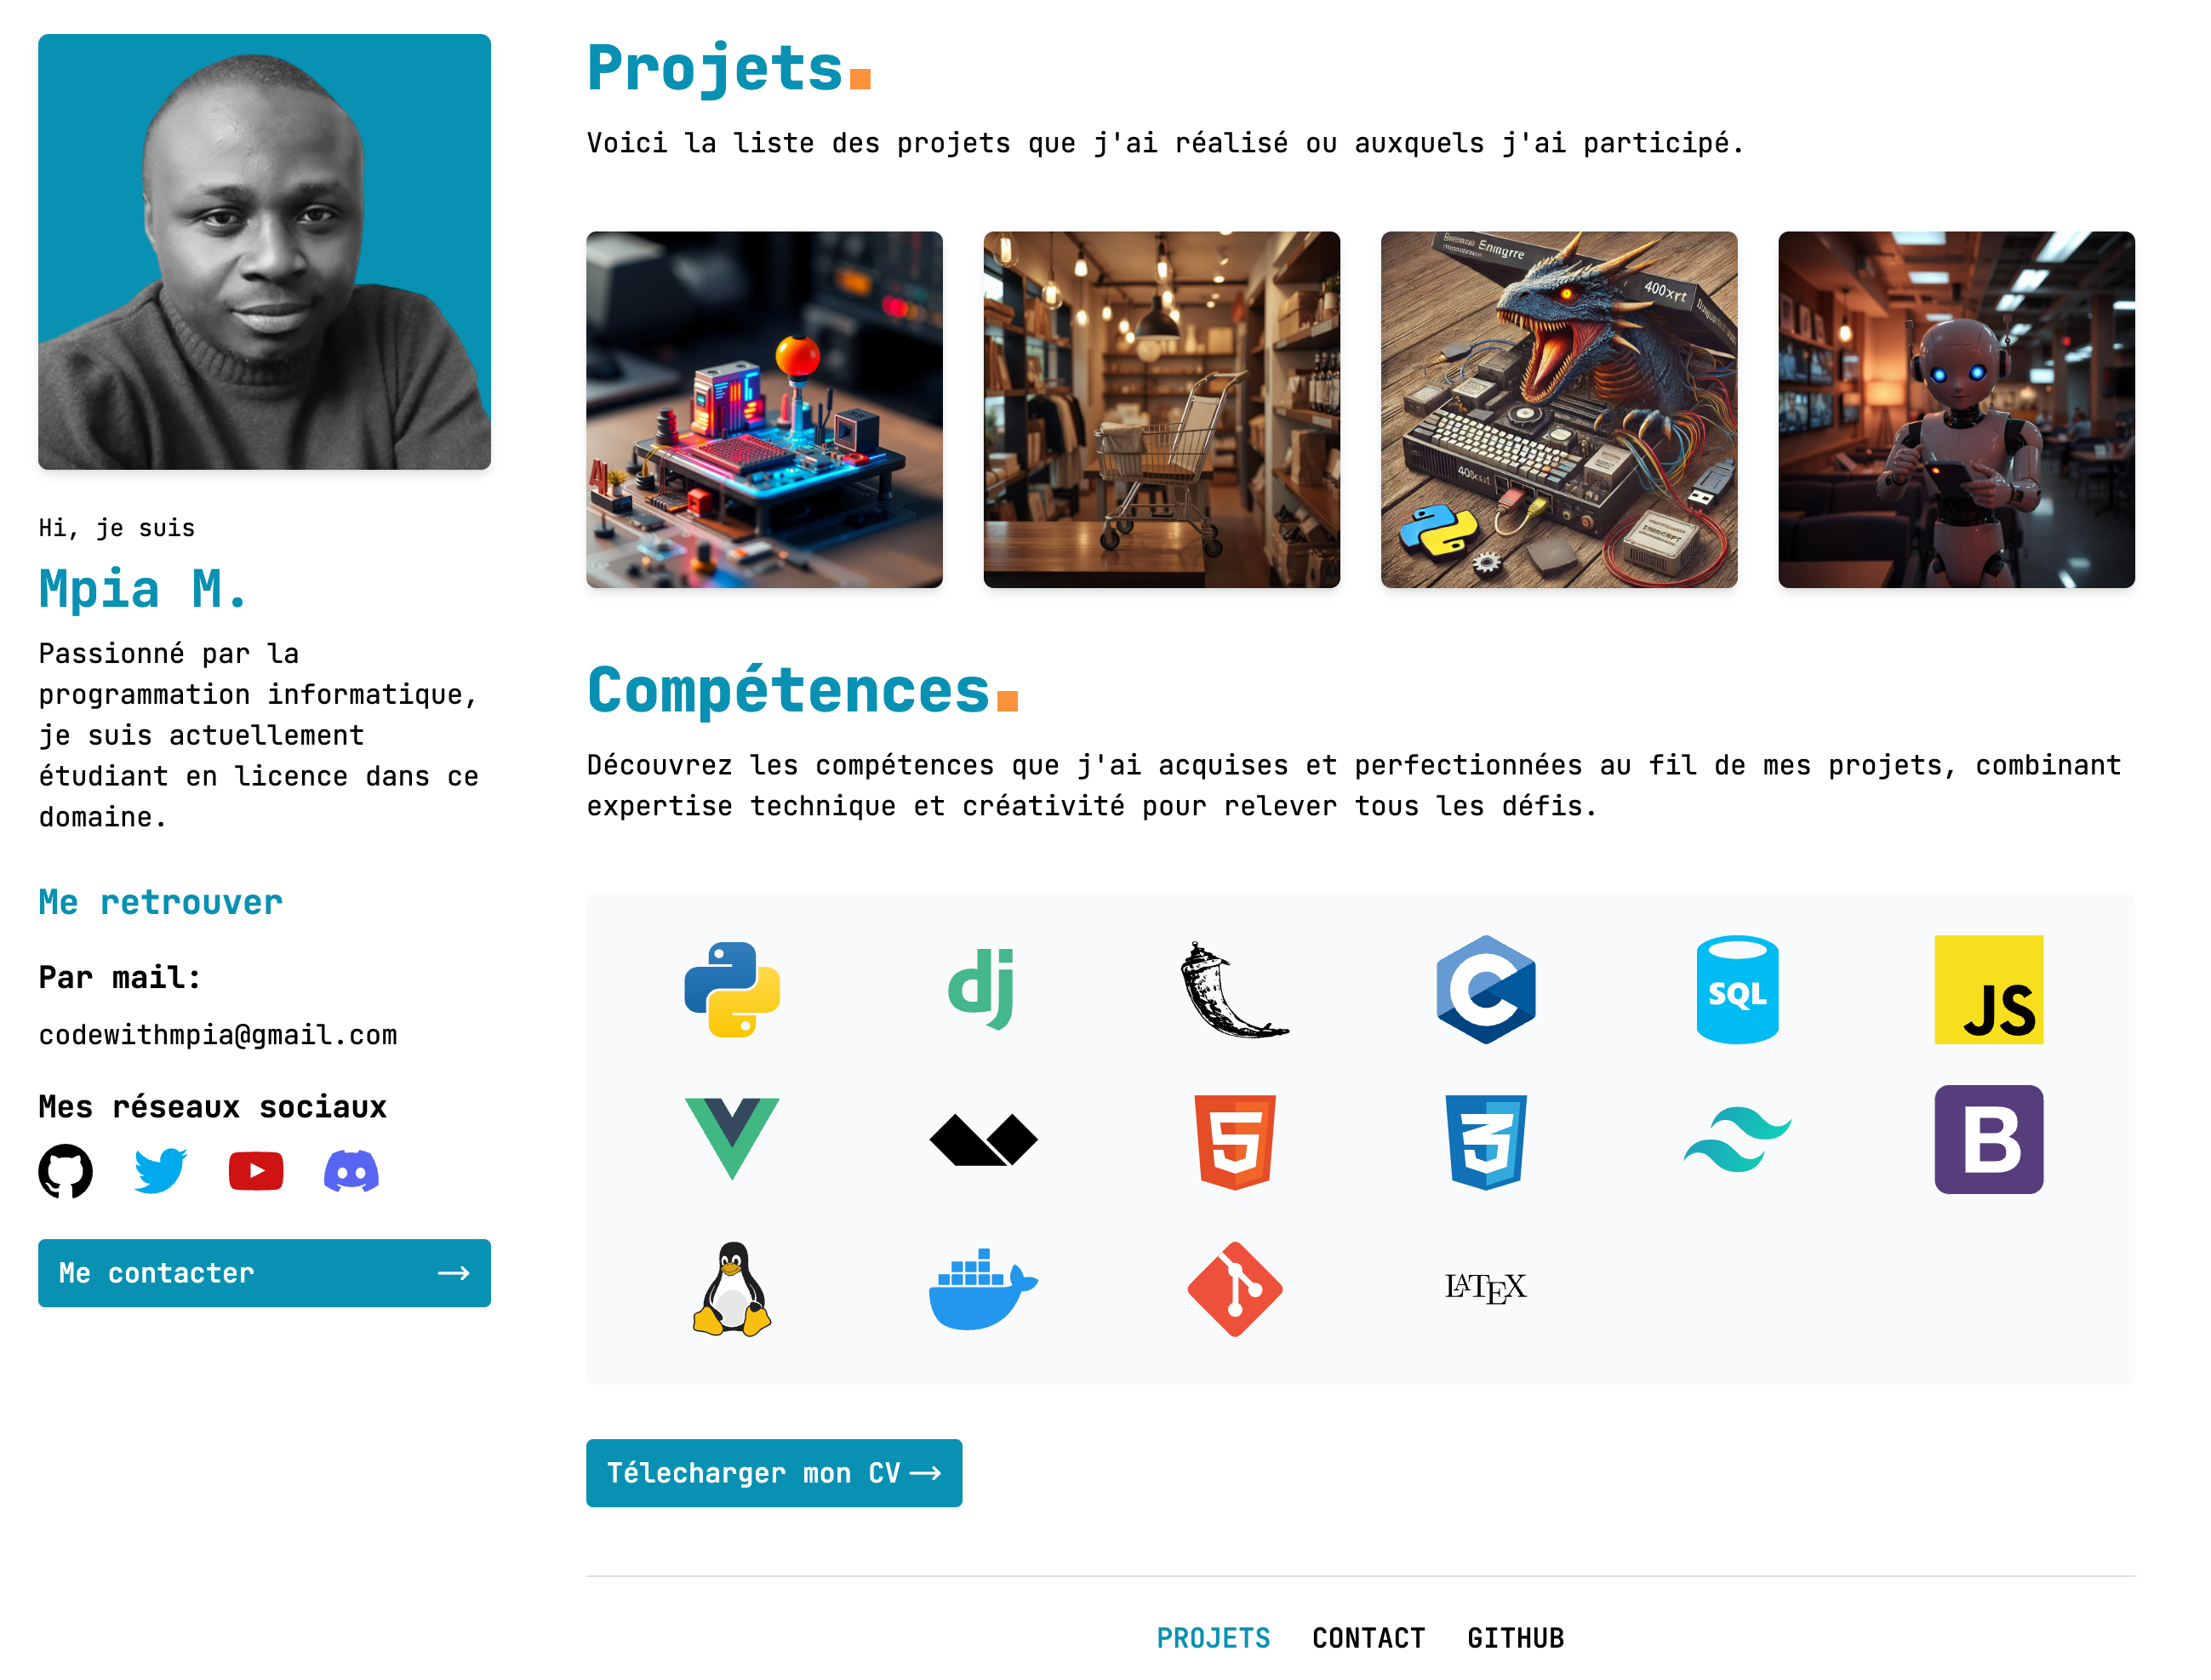 Hi, je suis
Mpia M.
Passionné par la
programmation informatique,
je suis actuellement
étudiant en licence dans ce
domaine.
Me retrouver
Par mail:
codewithmpia@gmail.com
Mes réseaux sociaux
Me contacter
Projets
Voici la liste des projets que j'ai réalisé ou auxquels j'ai participé.
AI
400xrt
Compétences
Découvrez les compétences que j'ai acquises et perfectionnées au fil de mes projets, combinant
expertise technique et créativité pour relever tous les défis.
dj
C
SQL
JS
5
3
B
LATEX
Télecharger mon CV
PROJETS CONTACT GITHUB